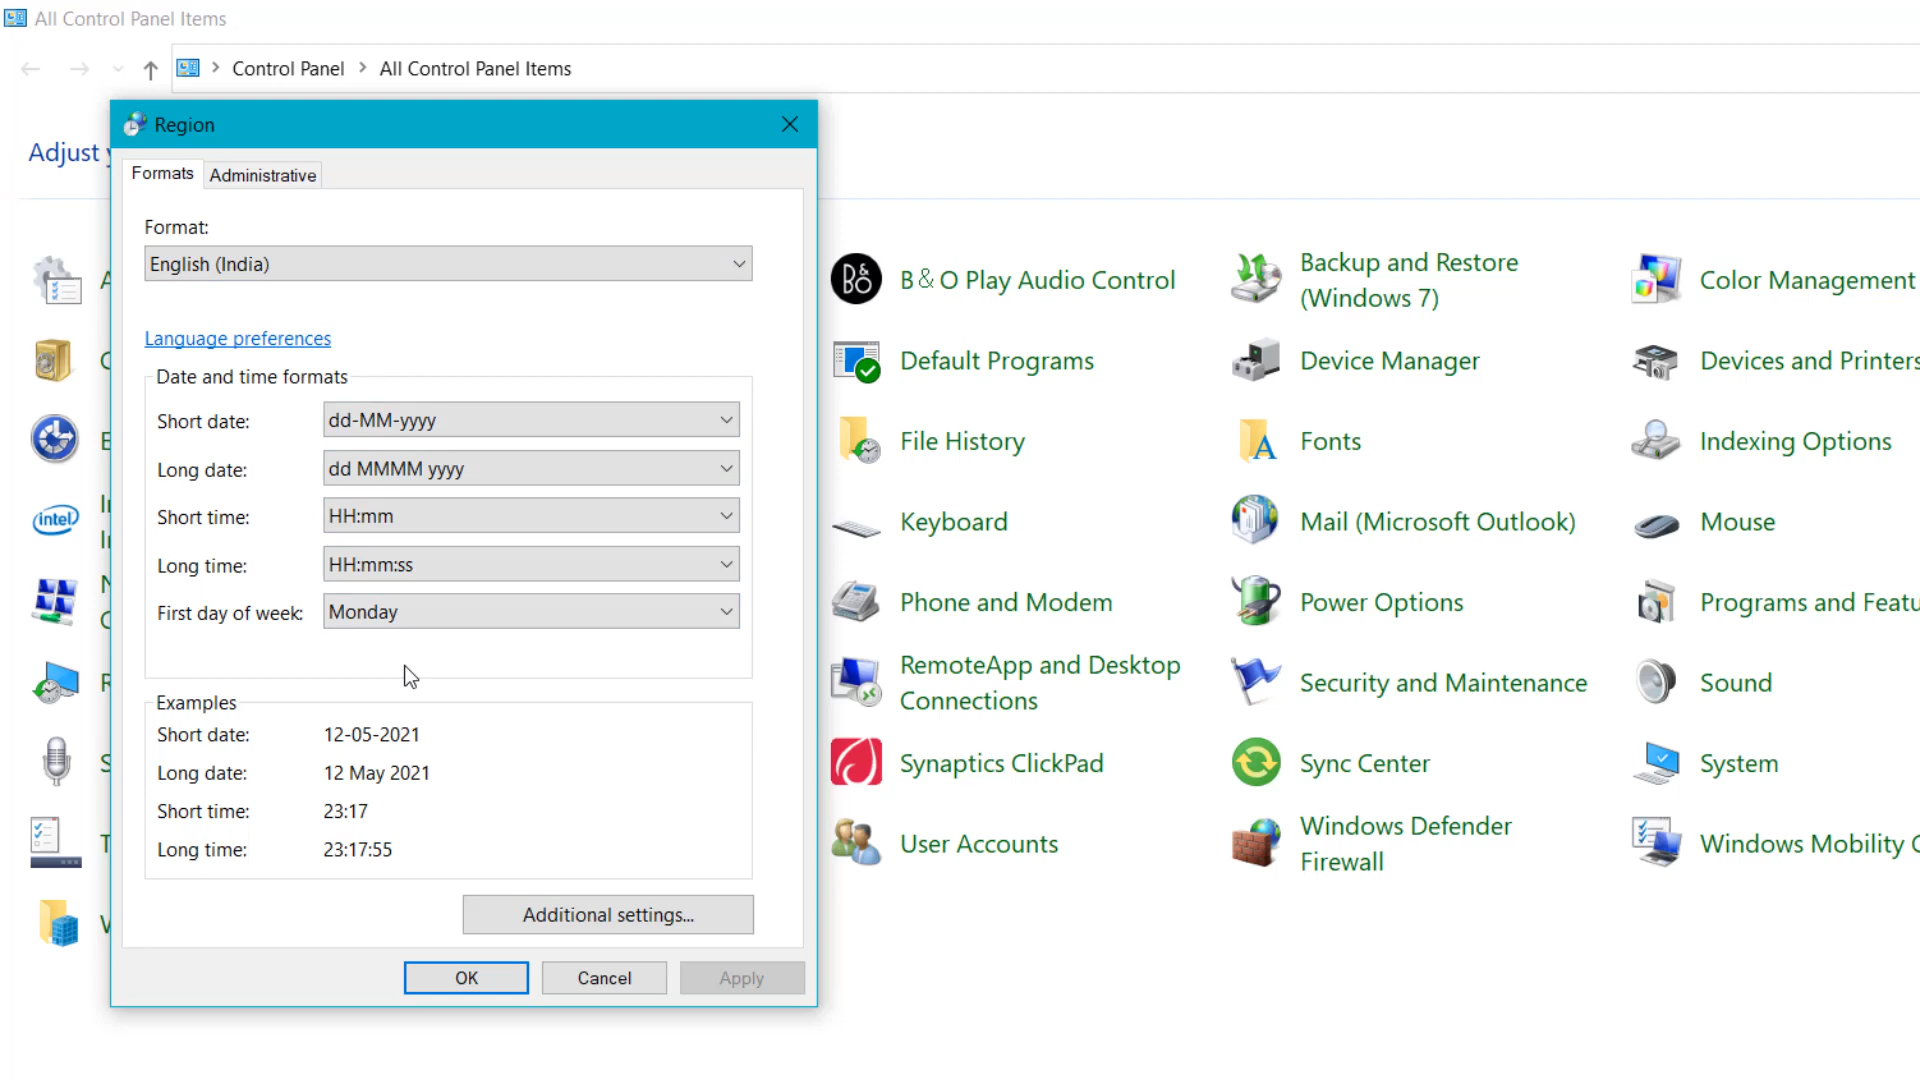 All Control Panel Items
Control Panel > All Control Panel Items
Region
Adjust
Formats
Administrative
Format:
English (India)
Language preferences
Date and time formats
Short date: dd-MM-yyyy
Long date: dd MMMM yyyy
Short time: HH:mm
Long time: HH:mm:ss
First day of week: Monday
Examples
Short date: 12-05-2021
Long date: 12 May 2021
Short time: 23:17
Long time: 23:17:55
Additional settings...
OK
Cancel
Apply
intel
B&O
B&O Play Audio Control
Backup and Restore
(Windows 7)
Color Management
Default Programs
Device Manager
Devices and Printers
File History
Fonts
Indexing Options
Keyboard
Mail (Microsoft Outlook)
Mouse
Phone and Modem
Power Options
Programs and Featu
RemoteApp and Desktop
Connections
Security and Maintenance
Sound
Synaptics ClickPad
Sync Center
System
User Accounts
Windows Defender
Firewall
Windows Mobility C